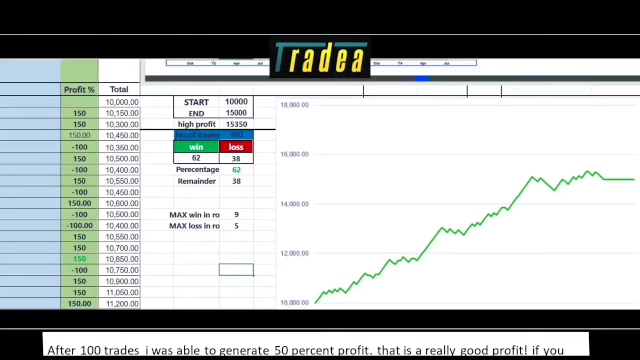 Tradea
Profit % Total
10,000.00 START 10000 18,000.00
150 10,150.00 END 15000
150 10,300.00 high profit 15350
150.00 10,450.00 No.of trades 100
-100 10,350.00 win loss 16,000.00
150 10,500.00 62 38
-100 10,400.00 Perecentage 62
150 10,550.00 Remainder 38
-100 10,450.00 14,000.00
150.00 10,600.00
-100 10,500.00 MAX win in ro 9
-100.00 10,400.00 MAX loss in ro 5
150 10,550.00
150 10,700.00 12,000.00
150 10,850.00
-100 10,750.00
150 10,900.00
150 11,050.00
150.00 11,200.00 10,000.00
After 100 trades i was able to generate 50 percent profit. that is a really good profit! if you